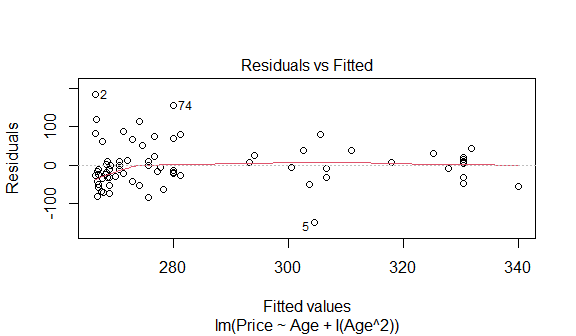 Residuals vs Fitted
Residuals
100
0
-100
2
74
5
280
300
320
340
Fitted values
lm(Price ~ Age + I(Age^2))